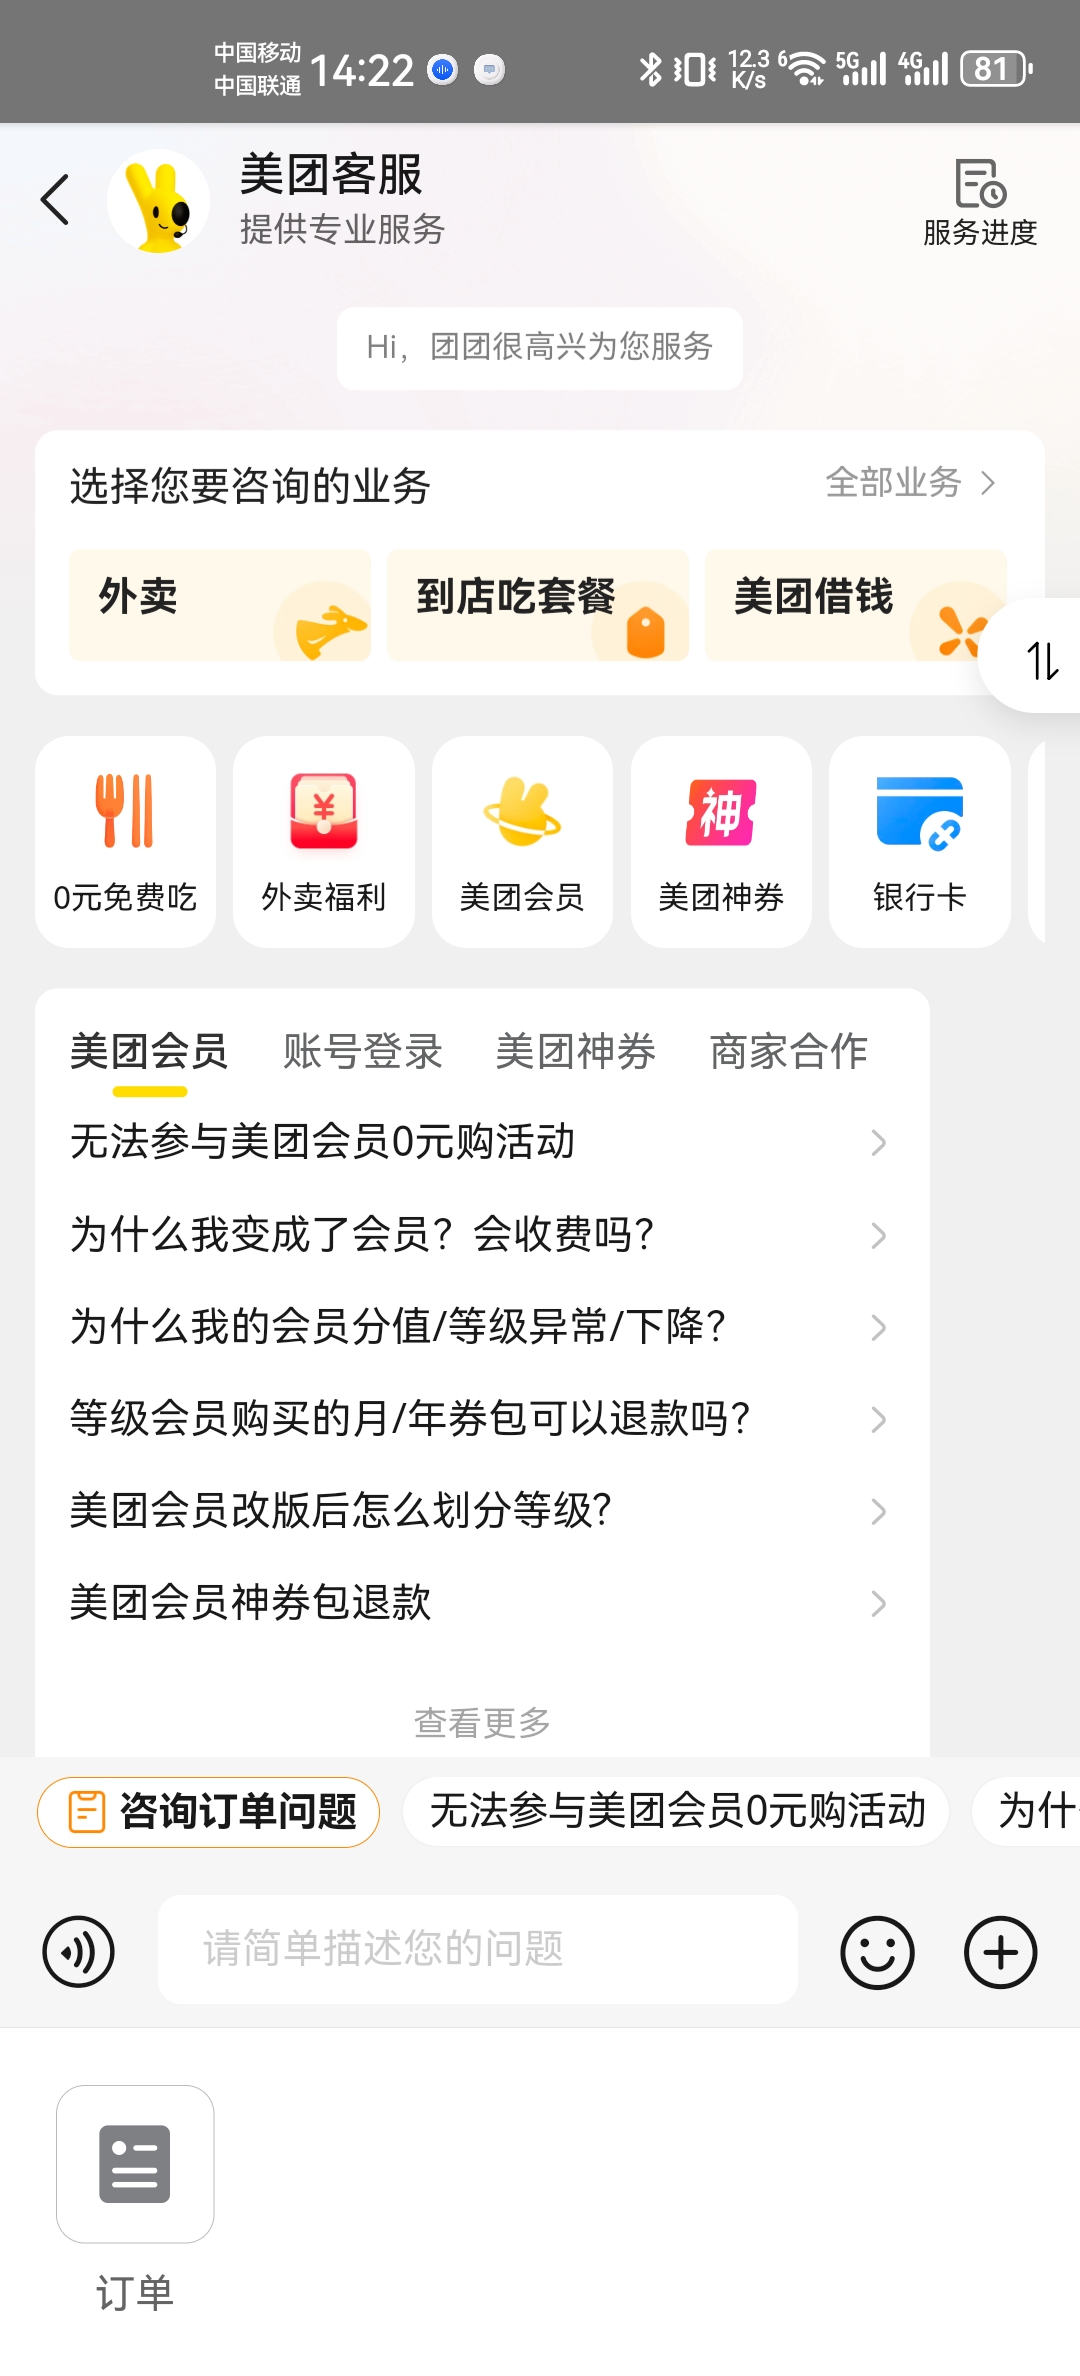 中国移动
中国联通
14:22
12.3
K/s
6
5G
4G
81
美团客服
提供专业服务
服务进度
Hi，团团很高兴为您服务
选择您要咨询的业务
全部业务
外卖
到店吃套餐
美团借钱
¥
神
0元免费吃
外卖福利
美团会员
美团神券
银行卡
美团会员
账号登录
美团神券
商家合作
无法参与美团会员0元购活动
为什么我变成了会员？会收费吗？
为什么我的会员分值/等级异常/下降？
等级会员购买的月/年券包可以退款吗？
美团会员改版后怎么划分等级？
美团会员神券包退款
查看更多
咨询订单问题
无法参与美团会员0元购活动
为什
请简单描述您的问题
订单